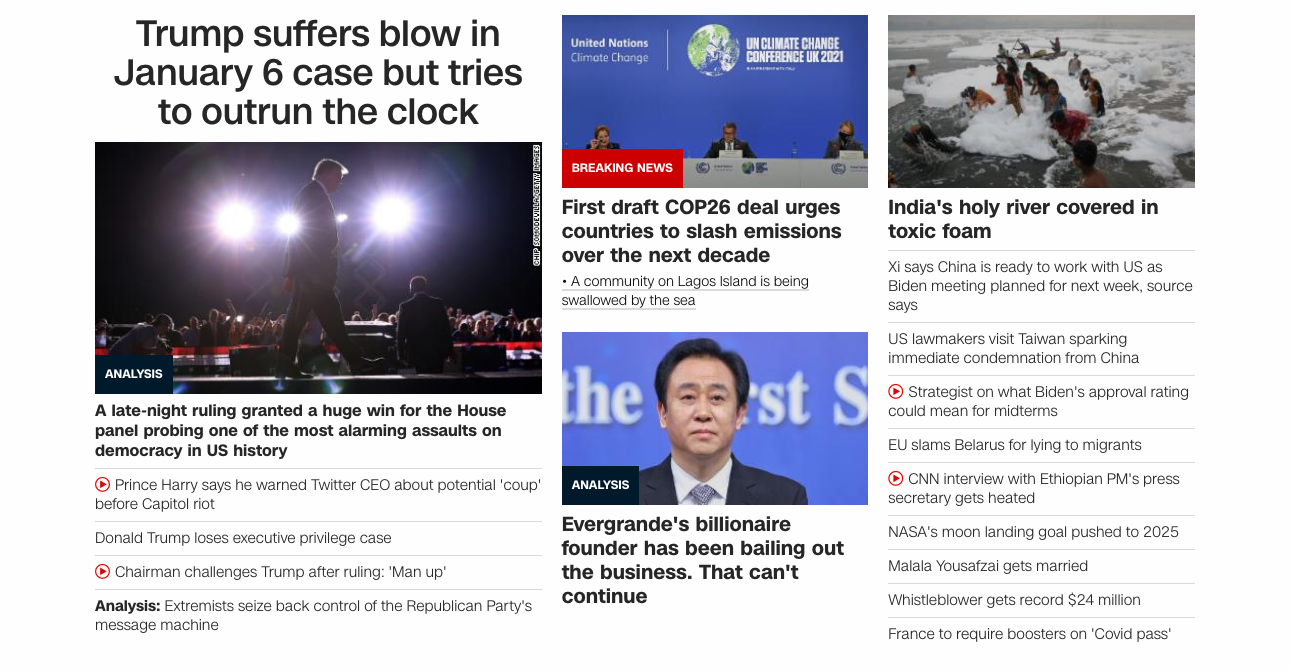 Trump suffers blow in
January 6 case but tries
to outrun the clock
CHIP SOMODEVILLA/GETTY IMAGES
ANALYSIS
A late-night ruling granted a huge win for the House
panel probing one of the most alarming assaults on
democracy in US history
Prince Harry says he warned Twitter CEO about potential 'coup'
before Capitol riot
Donald Trump loses executive privilege case
Chairman challenges Trump after ruling: 'Man up'
Analysis: Extremists seize back control of the Republican Party's
message machine
United Nations
Climate Change
UN CLIMATE CHANGE
CONFERENCE UK 2021
IN PARTNERSHIP WITH ITALY
BREAKING NEWS
First draft COP26 deal urges
countries to slash emissions
over the next decade
• A community on Lagos Island is being
swallowed by the sea
the rst S
ANALYSIS
Evergrande's billionaire
founder has been bailing out
the business. That can't
continue
India's holy river covered in
toxic foam
Xi says China is ready to work with US as
Biden meeting planned for next week, source
says
US lawmakers visit Taiwan sparking
immediate condemnation from China
Strategist on what Biden's approval rating
could mean for midterms
EU slams Belarus for lying to migrants
CNN interview with Ethiopian PM's press
secretary gets heated
NASA's moon landing goal pushed to 2025
Malala Yousafzai gets married
Whistleblower gets record $24 million
France to require boosters on 'Covid pass'